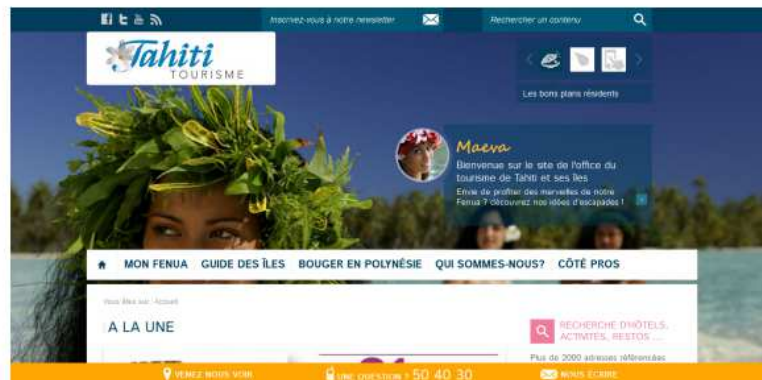 Inscrivez-vous à notre newsletter
Rechercher un contenu
Tahiti
TOURISME
Les bons plans résidents
Maeva
Bienvenue sur le site de l'office du
tourisme de Tahiti et ses îles
Envie de profiter des merveilles de notre
Fenua ? découvrez nos idées d'escapades !
MON FENUA GUIDE DES ÎLES BOUGER EN POLYNÉSIE QUI SOMMES-NOUS? CÔTÉ PROS
Vous êtes sur : Accueil
A LA UNE
RECHERCHE D'HÔTELS,
ACTIVITÉS, RESTOS ...
Plus de 2000 adresses référencées
VENEZ NOUS VOIR
UNE QUESTION ? 50 40 30
NOUS ÉCRIRE